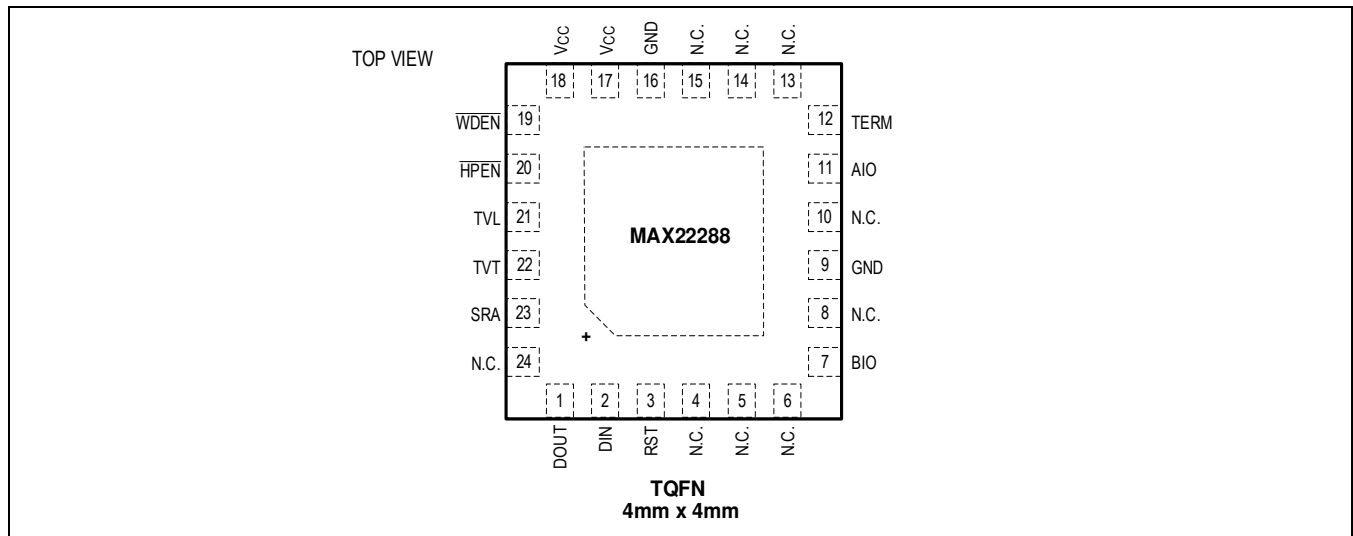 TOP VIEW
VCC VCC GND N.C. N.C. N.C.
18 17 16 15 14 13
WDEN 19 12 TERM
HPEN 20 11 AIO
TVL 21 10 N.C.
MAX22288
TVT 22 9 GND
SRA 23 8 N.C.
+
N.C. 24 7 BIO
1 2 3 4 5 6
DOUT DIN RST N.C. N.C. N.C.
TQFN
4mm x 4mm